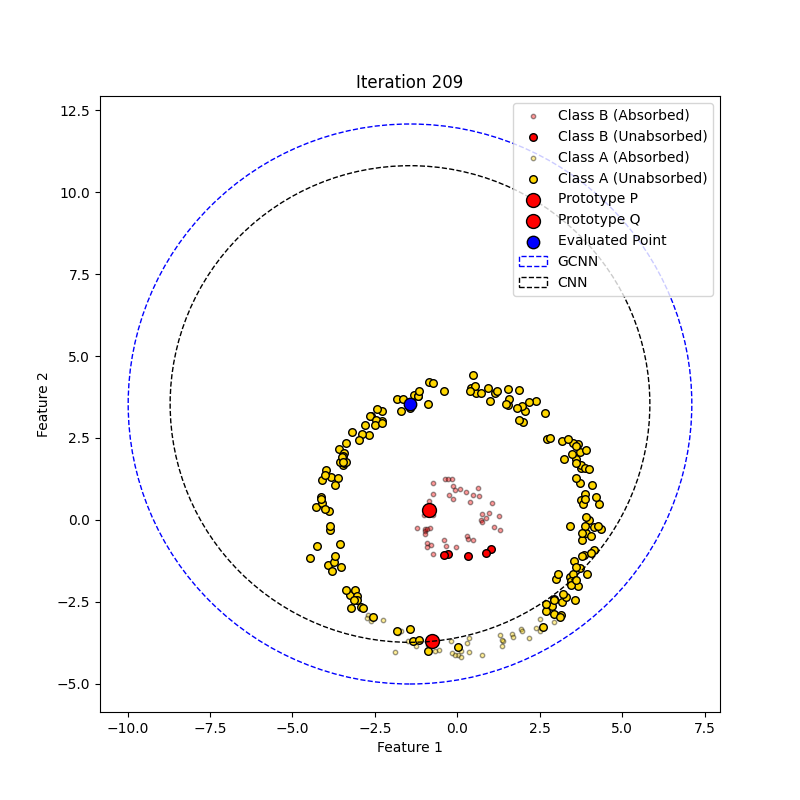 Iteration 209
12.5
10.0
7.5
5.0
2.5
0.0
−2.5
−5.0
Feature 2
Class B (Absorbed)
Class B (Unabsorbed)
Class A (Absorbed)
Class A (Unabsorbed)
Prototype P
Prototype Q
Evaluated Point
GCNN
CNN
−10.0 −7.5 −5.0 −2.5 0.0 2.5 5.0 7.5
Feature 1